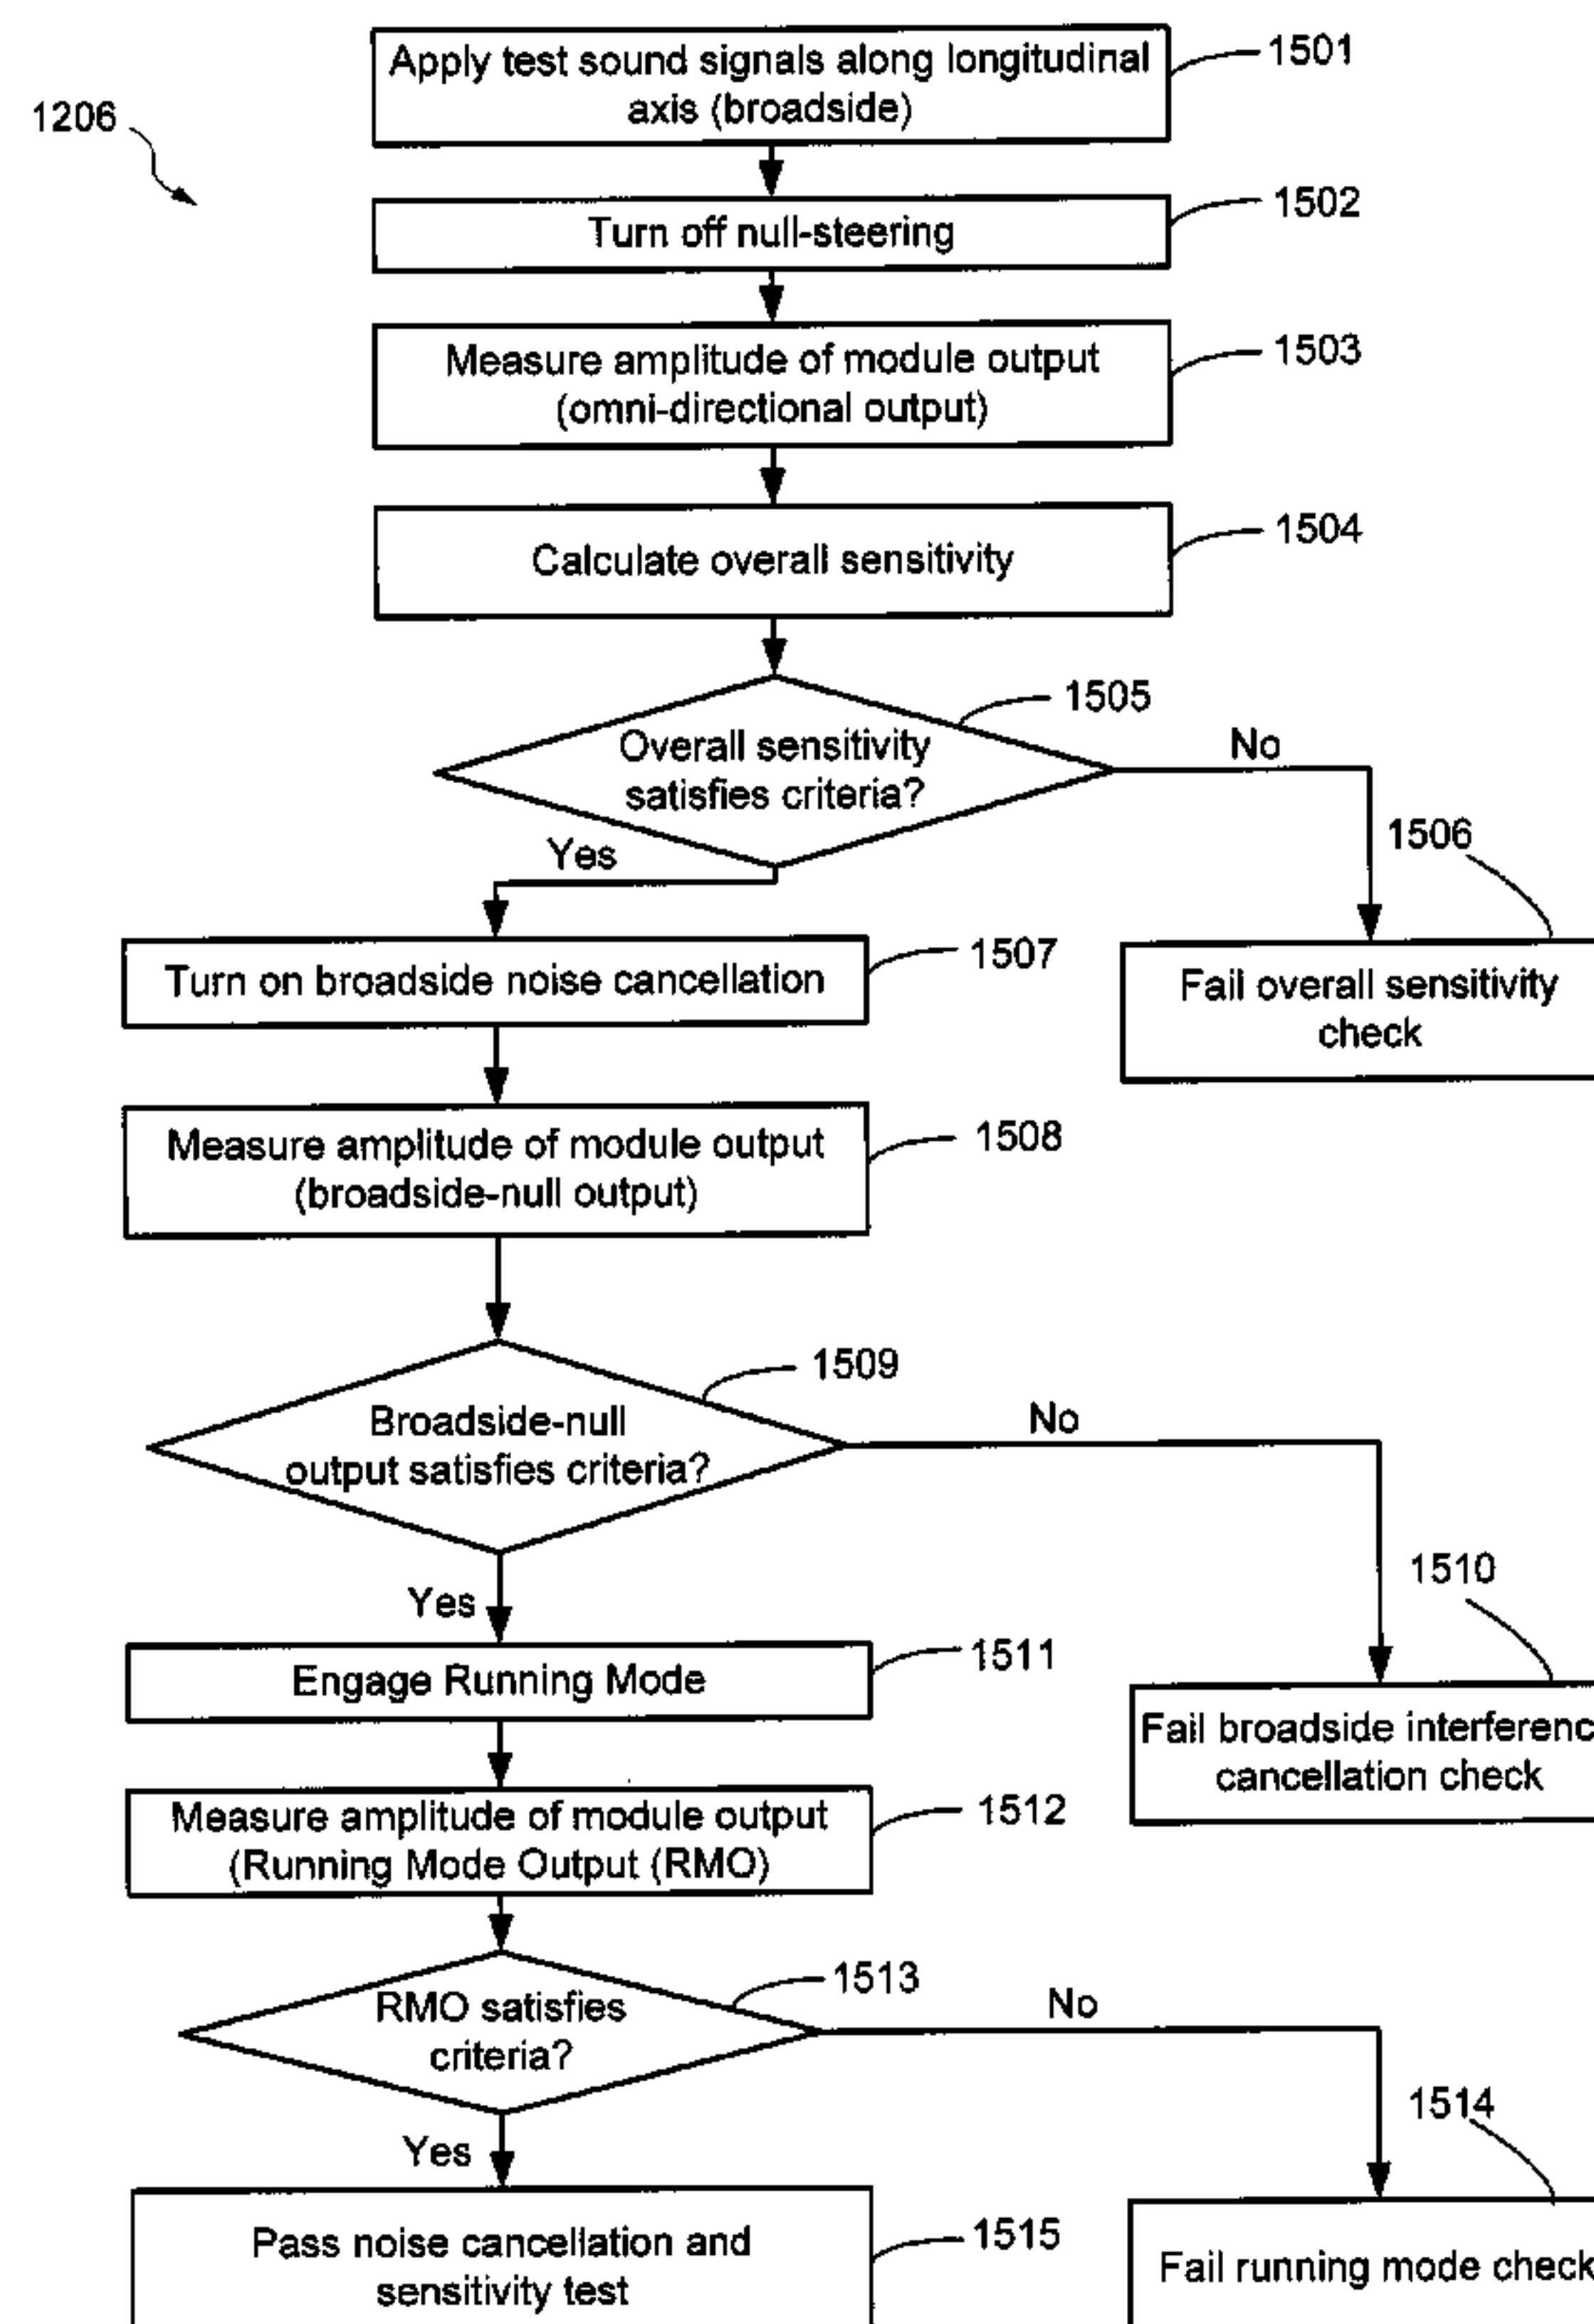 Apply test sound signals along longitudinal
axis (broadside)
1501
1206
Turn off null-steering
1502
Measure amplitude of module output
(omni-directional output)
1503
Calculate overall sensitivity
1504
Overall sensitivity
satisfies criteria?
1505
No
Yes
1506
Fail overall sensitivity
check
Turn on broadside noise cancellation
1507
Measure amplitude of module output
(broadside-null output)
1508
Broadside-null
output satisfies criteria?
1509
No
Yes
1510
Fail broadside interferenc
cancellation check
Engage Running Mode
1511
Measure amplitude of module output
(Running Mode Output (RMO)
1512
RMO satisfies
criteria?
1513
No
Yes
1514
Fail running mode check
Pass noise cancellation and
sensitivity test
1515